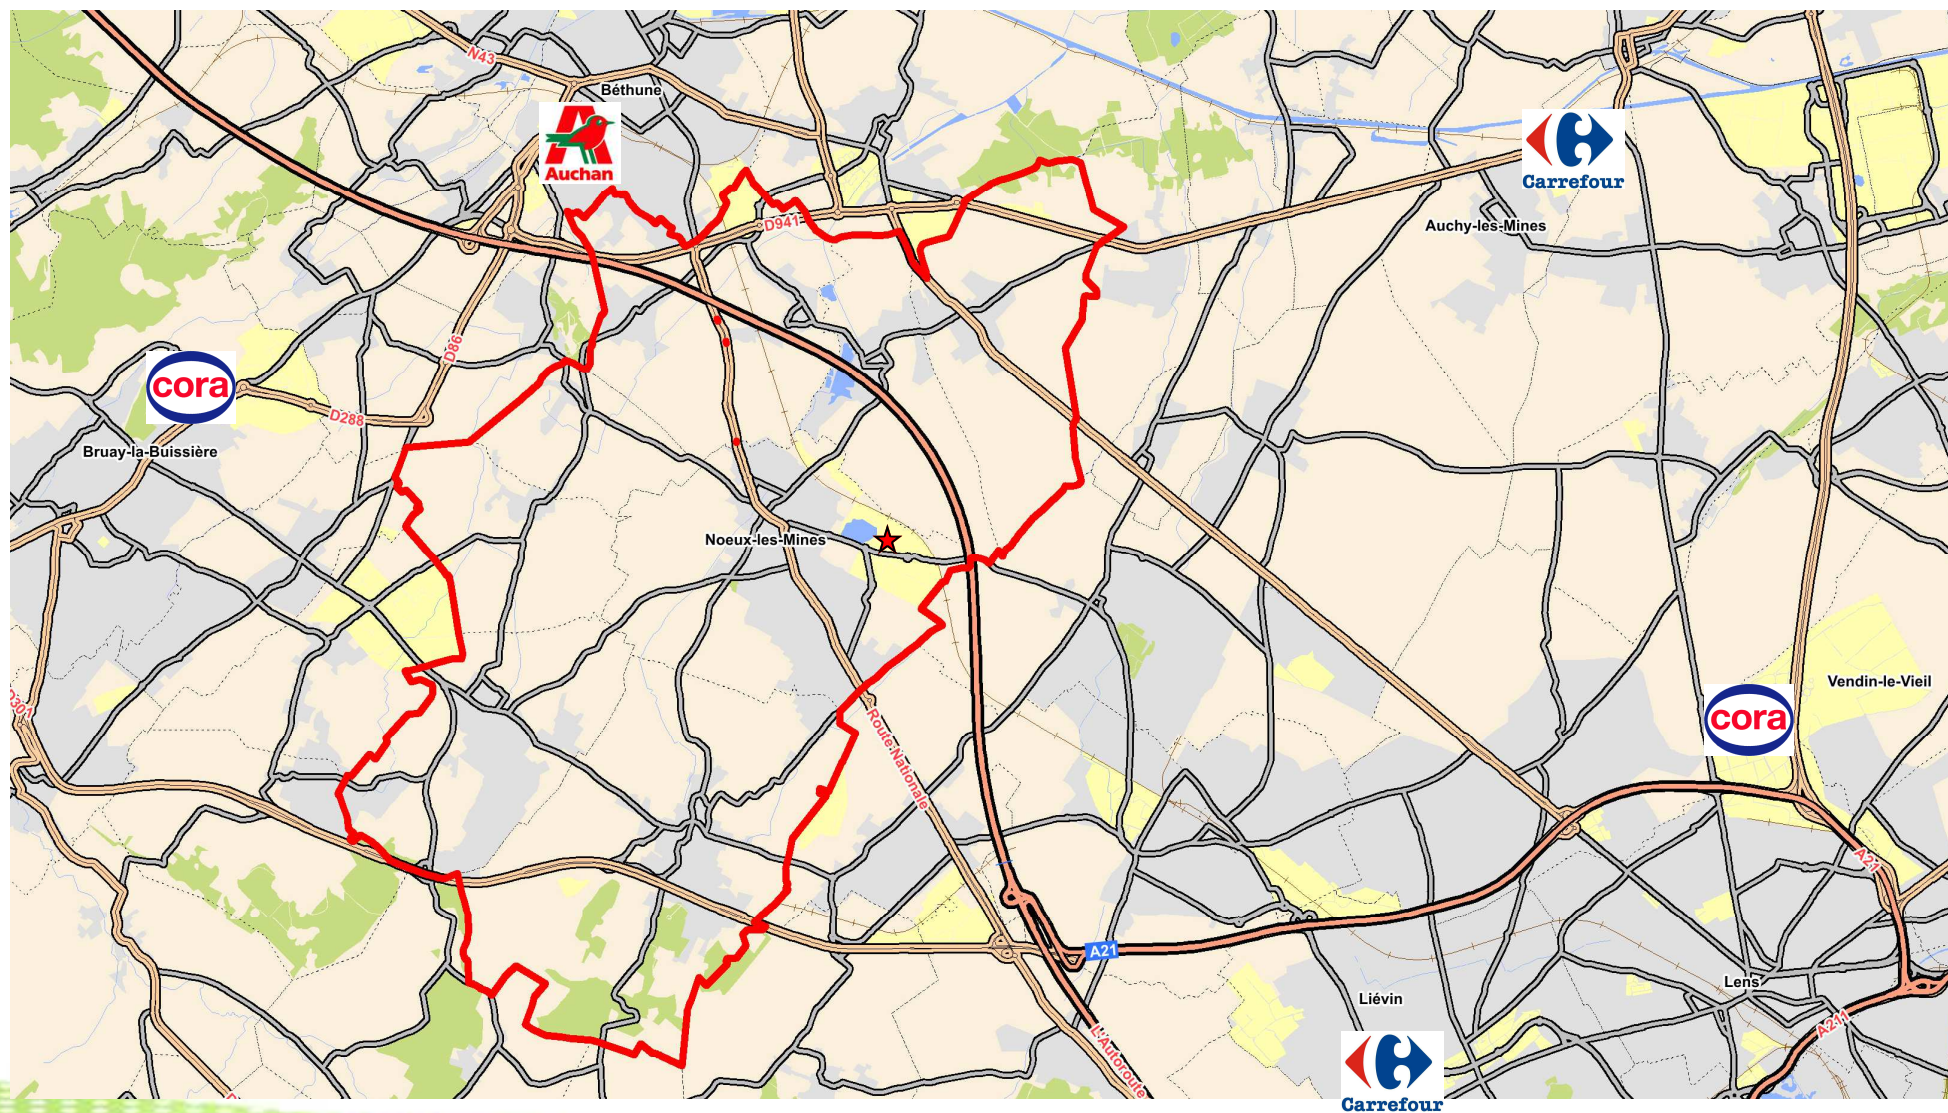 N43
Béthune
Auchan
Carrefour
D941
Auchy-les-Mines
D86
cora
D288
Bruay-la-Buissière
Noeux-les-Mines
Vendin-le-Vieil
D301
cora
Route Nationale
A21
A21
Lens
Liévin
A211
L'Autoroute
Carrefour